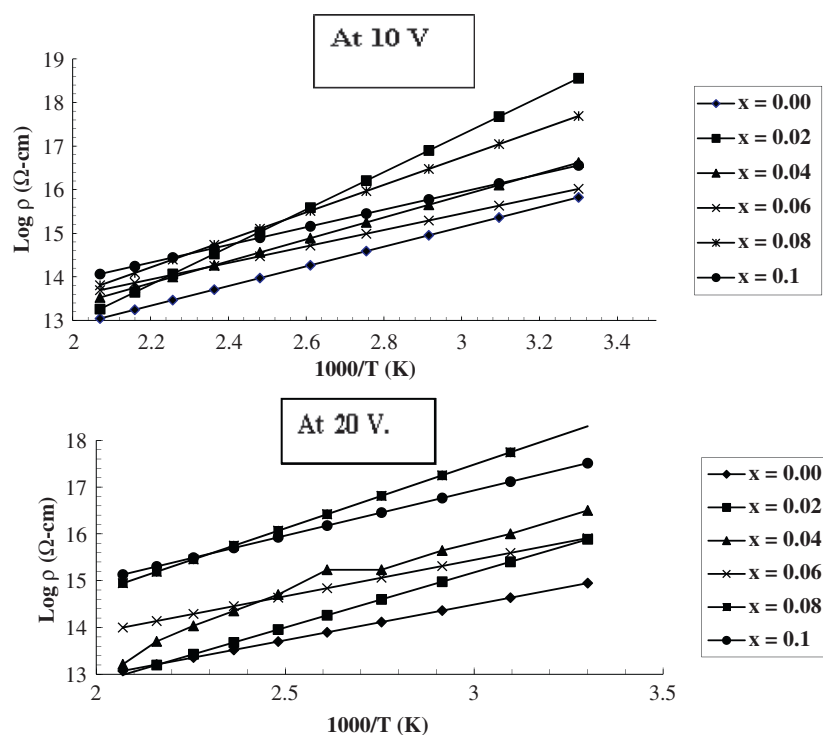 At 10 V
19
18
17
16
15
14
13
Log ρ (Ω-cm)
2 2.2 2.4 2.6 2.8 3 3.2 3.4
1000/T (K)
x = 0.00
x = 0.02
x = 0.04
x = 0.06
x = 0.08
x = 0.1
At 20 V.
18
17
16
15
14
13
Log ρ (Ω-cm)
2 2.5 3 3.5
1000/T (K)
x = 0.00
x = 0.02
x = 0.04
x = 0.06
x = 0.08
x = 0.1